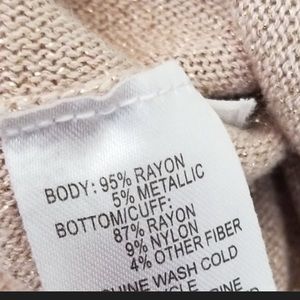 BODY: 95% RAYON
5% METALLIC
BOTTOM/CUFF:
87% RAYON
9% NYLON
4% OTHER FIBER
WASH COLD